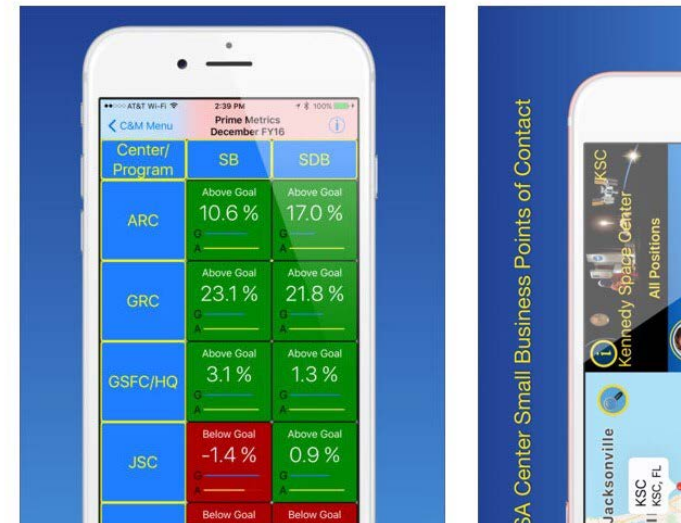 AT&T Wi-Fi
2:39 PM
100%
C&M Menu
Prime Metrics
December FY16
Center/
Program
SB
SDB
ARC
Above Goal
10.6 %
G
A
Above Goal
17.0 %
G
A
GRC
Above Goal
23.1 %
G
A
Above Goal
21.8 %
G
A
GSFC/HQ
Above Goal
3.1 %
G
A
Above Goal
1.3 %
G
A
JSC
Below Goal
-1.4 %
G
A
Above Goal
0.9 %
G
A
Below Goal
Below Goal
SA Center Small Business Points of Contact
KSC
Kennedy Space Center
All Positions
Jacksonville
KSC
KSC, FL